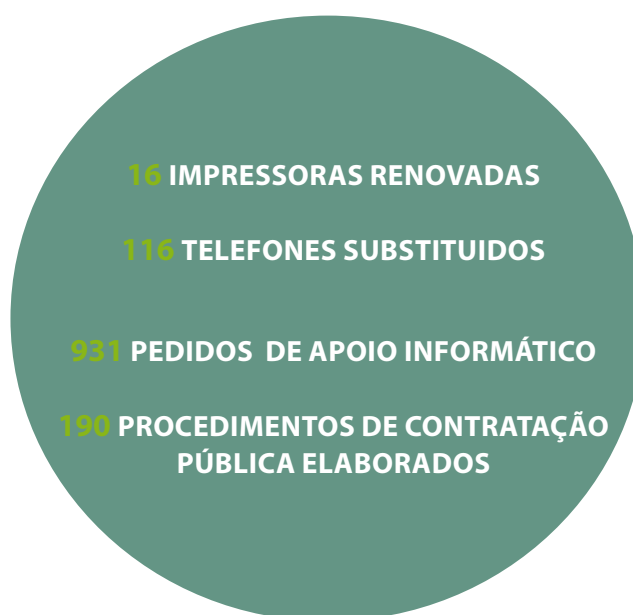 16 IMPRESSORAS RENOVADAS
116 TELEFONES SUBSTITUIDOS
931 PEDIDOS DE APOIO INFORMÁTICO
190 PROCEDIMENTOS DE CONTRATAÇÃO
PÚBLICA ELABORADOS